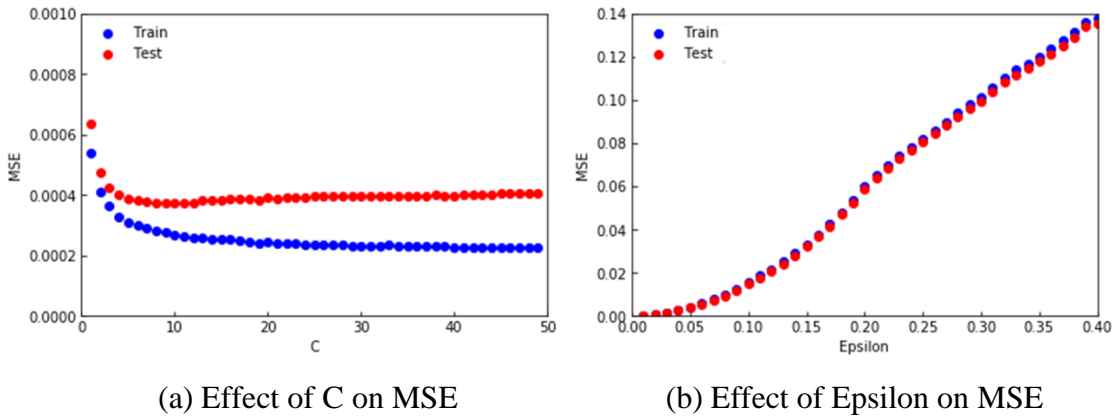 0.0010
0.0008
0.0006
0.0004
0.0002
0.0000
MSE
Train
Test
0 10 20 30 40 50
C
0.14
0.12
0.10
0.08
0.06
0.04
0.02
0.00
MSE
Train
Test
0.00 0.05 0.10 0.15 0.20 0.25 0.30 0.35 0.40
Epsilon
(a) Effect of C on MSE
(b) Effect of Epsilon on MSE